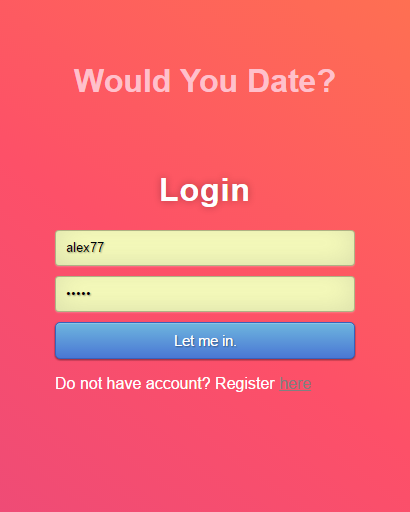 Would You Date?
Login
alex77
•••••
Let me in.
Do not have account? Register here